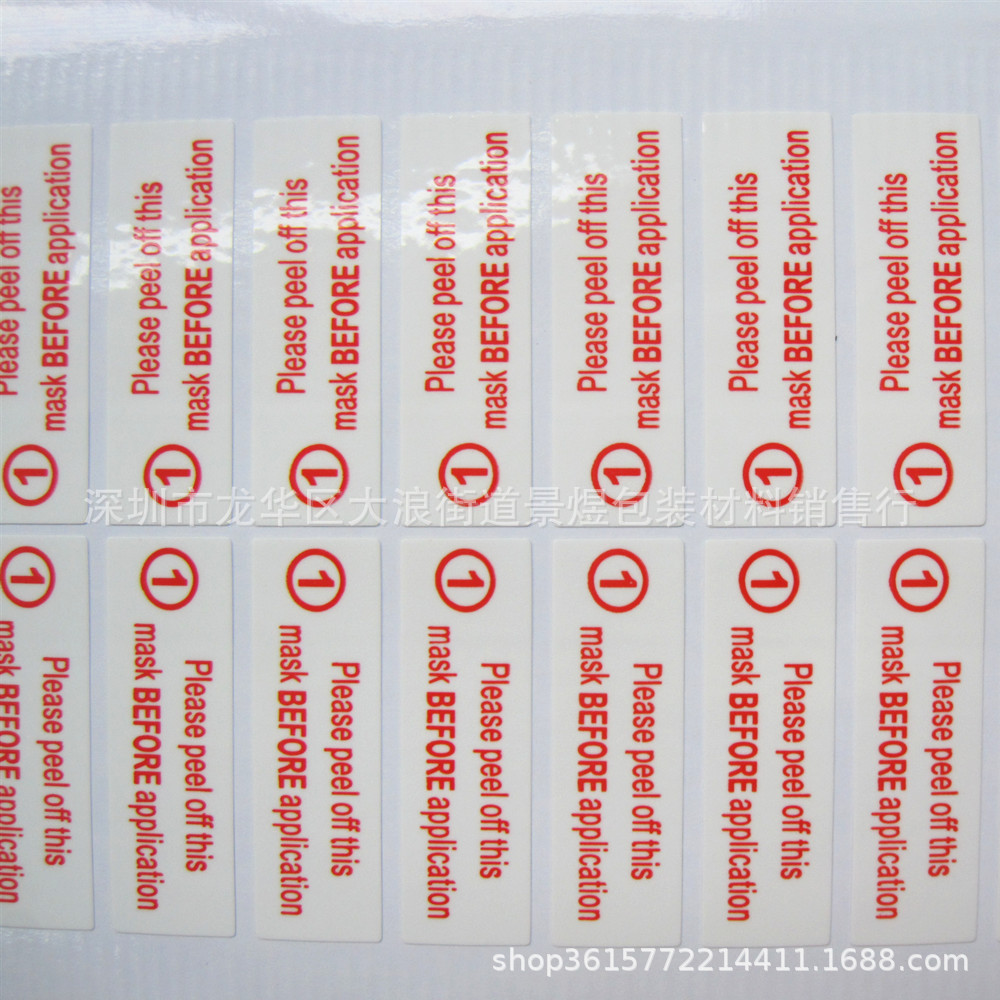 Please peel off this
mask BEFORE application
1
Please peel off this
mask BEFORE application
1
Please peel off this
mask BEFORE application
1
Please peel off this
mask BEFORE application
1
Please peel off this
mask BEFORE application
1
Please peel off this
mask BEFORE application
1
Please peel off this
mask BEFORE application
1
深圳市龙华区大浪街道景煜包装材料销售行
1
Please peel off this
mask BEFORE application
1
Please peel off this
mask BEFORE application
1
Please peel off this
mask BEFORE application
1
Please peel off this
mask BEFORE application
1
Please peel off this
mask BEFORE application
1
Please peel off this
mask BEFORE application
1
Please peel off this
mask BEFORE application
shop3615772214411.1688.com